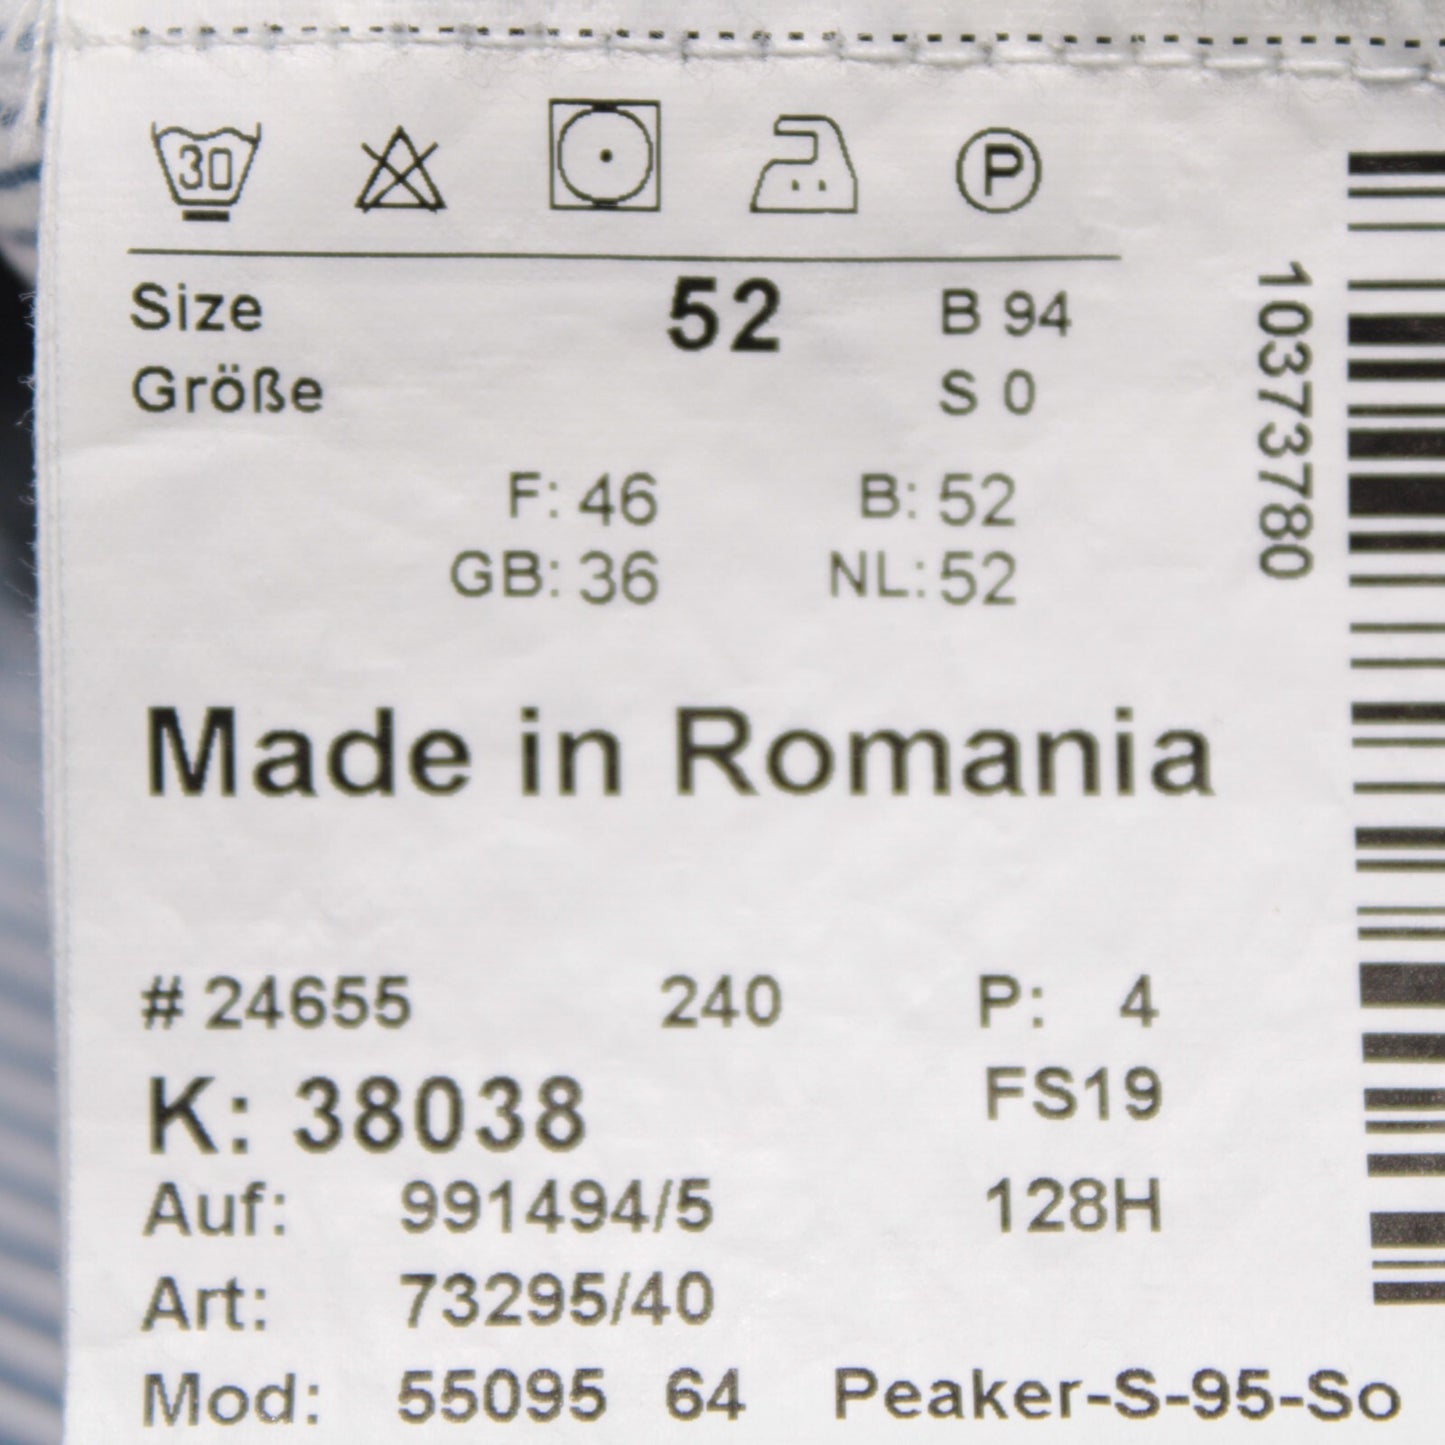 30 P
Size 52 B 94
Größe S 0
F: 46 B: 52
GB: 36 NL: 52
Made in Romania
# 24655 240 P: 4
K: 38038 FS19
Auf: 991494/5 128H
Art: 73295/40
Mod: 55095 64 Peaker-S-95-So
10373780